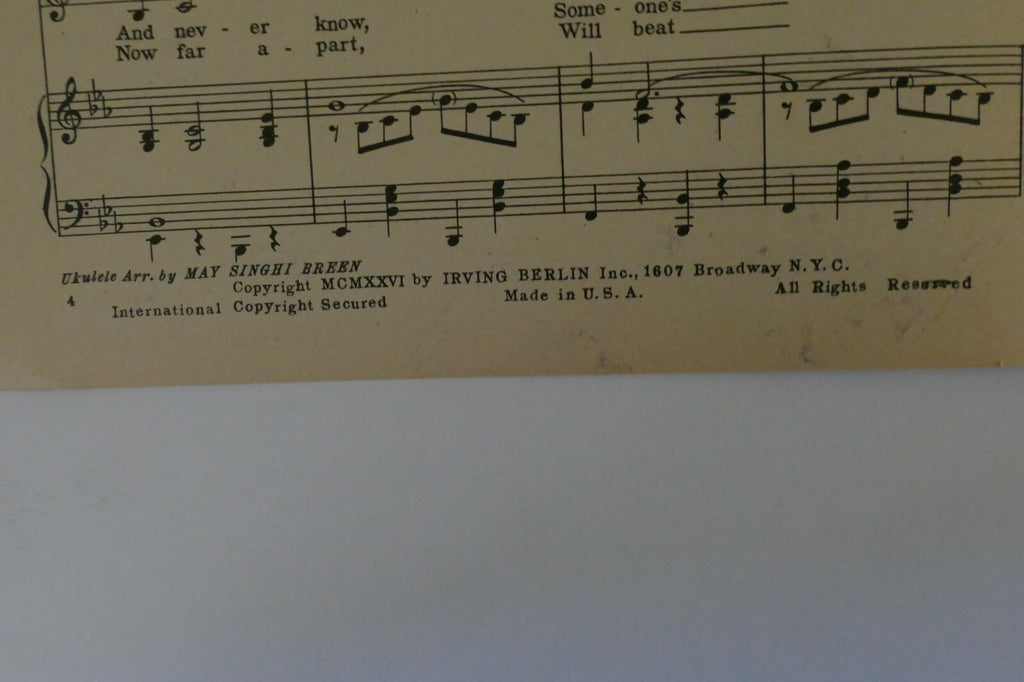 And nev - er know, Some - one's
Now far a - part, Will beat
Ukulele Arr. by MAY SINGHI BREEN
Copyright MCMXXVI by IRVING BERLIN Inc., 1607 Broadway N.Y.C.
4 International Copyright Secured Made in U.S.A. All Rights Reserved